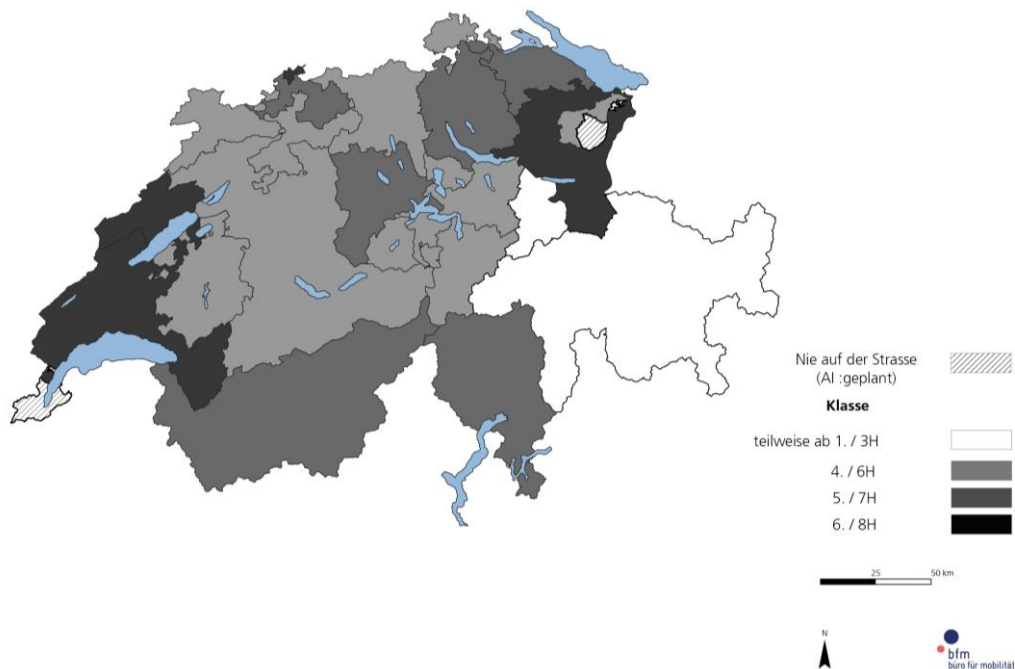 Nie auf der Strasse
(AI :geplant)
Klasse
teilweise ab 1. / 3H
4. / 6H
5. / 7H
6. / 8H
25 50 km
N
bfm
büro für mobilität